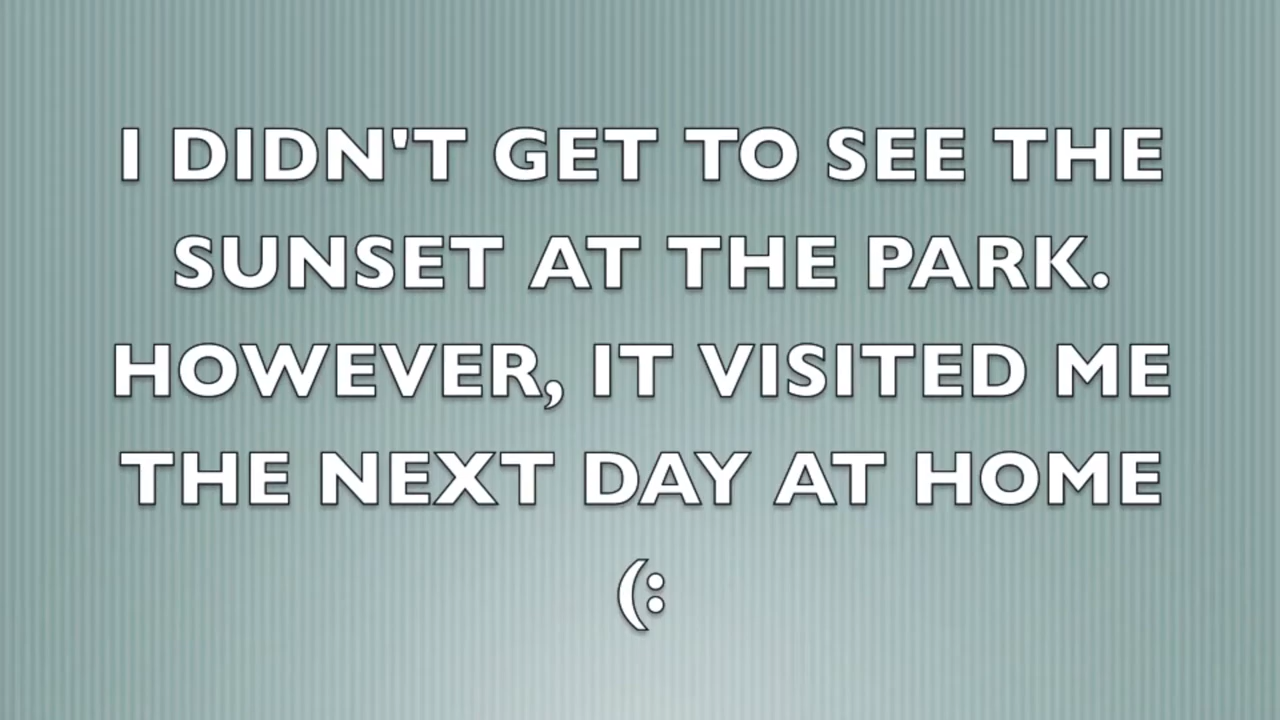 I DIDN'T GET TO SEE THE
SUNSET AT THE PARK.
HOWEVER, IT VISITED ME
THE NEXT DAY AT HOME
(: